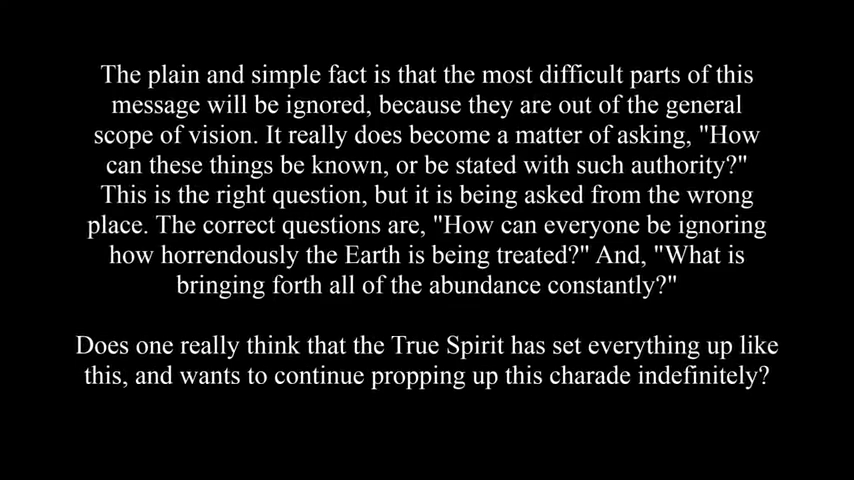 The plain and simple fact is that the most difficult parts of this
message will be ignored, because they are out of the general
scope of vision. It really does become a matter of asking, "How
can these things be known, or be stated with such authority?"
This is the right question, but it is being asked from the wrong
place. The correct questions are, "How can everyone be ignoring
how horrendously the Earth is being treated?" And, "What is
bringing forth all of the abundance constantly?"
Does one really think that the True Spirit has set everything up like
this, and wants to continue propping up this charade indefinitely?